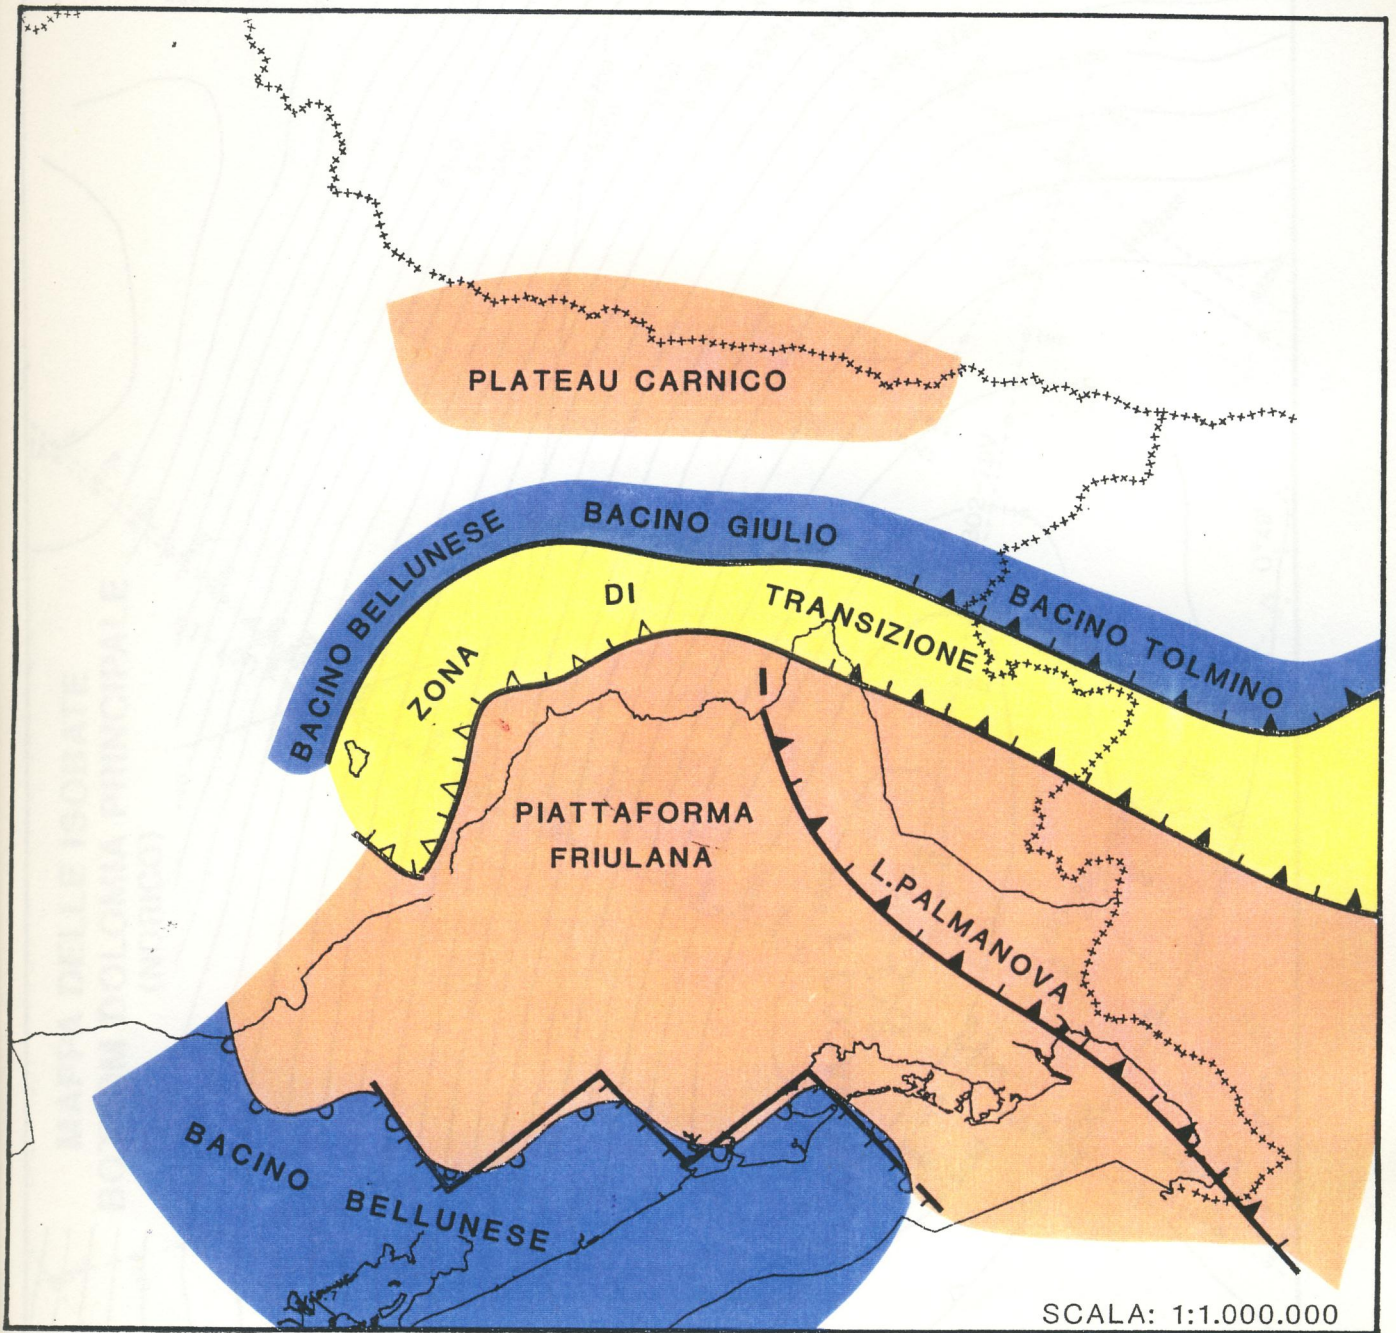 PLATEAU CARNICO
BACINO GIULIO
BACINO BELLUNESE
BACINO TOLMINO
ZONA DI TRANSIZIONE
PIATTAFORMA
FRIULANA
L.PALMANOVA
BACINO BELLUNESE
SCALA: 1:1.000.000